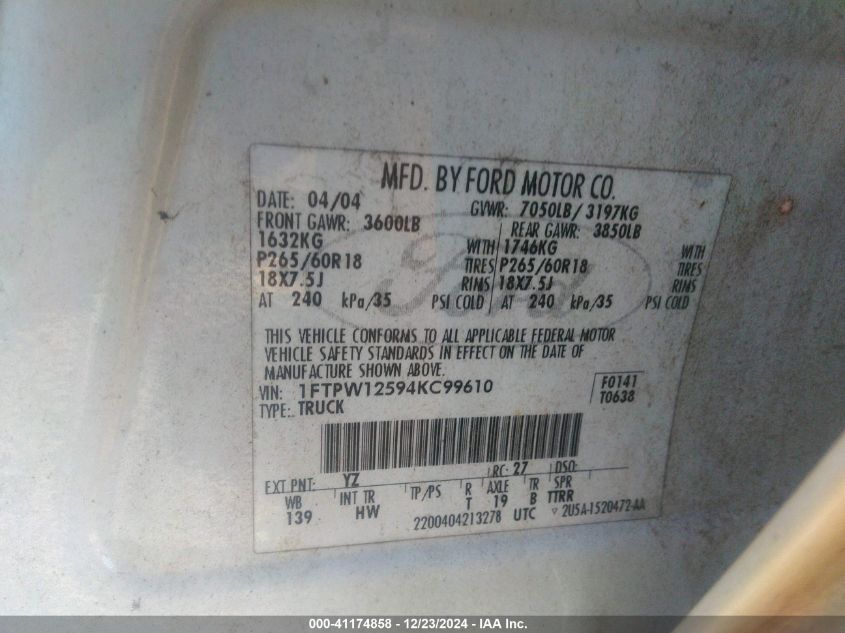 MFD. BY FORD MOTOR CO.
DATE: 04/04 GVWR: 7050LB/ 3197KG
FRONT GAWR: 3600LB REAR GAWR: 3850LB
1632KG WITH 1746KG WITH
P265/60R18 TIRES P265/60R18 TIRES
18X7.5J RIMS 18X7.5J RIMS
AT 240 kPa/35 PSI COLD AT 240 kPa/35 PSI COLD
Ford
THIS VEHICLE CONFORMS TO ALL APPLICABLE FEDERAL MOTOR
VEHICLE SAFETY STANDARDS IN EFFECT ON THE DATE OF
MANUFACTURE SHOWN ABOVE.
VIN: 1FTPW12594KC99610 F0141
TYPE: TRUCK T0638
EXT PNT: YZ RC: 27 DSO:
WB INT TR TP/PS R AXLE TR SPR
139 HW T 19 B TTRR
2200404213278 UTC 2U5A-1520472-AA
000-41174858 - 12/23/2024 - IAA Inc.